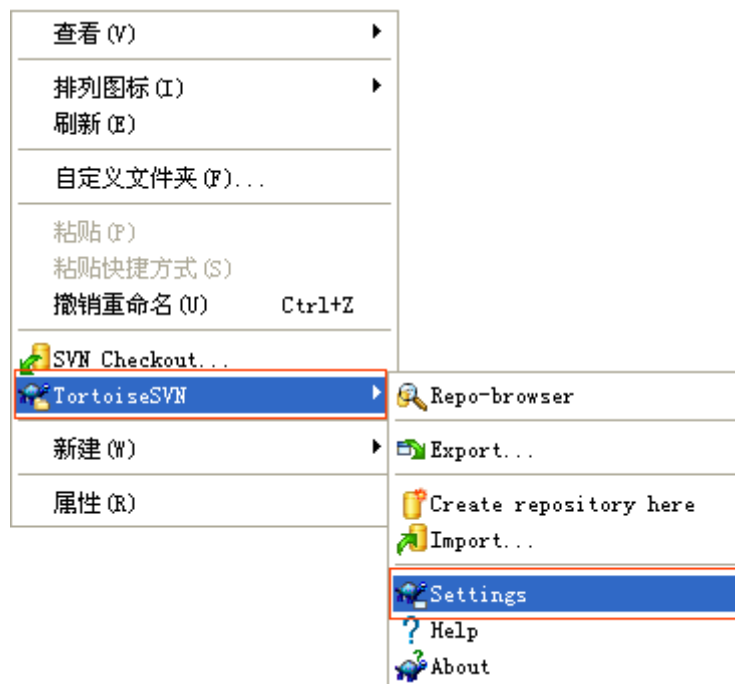 查看(V)
排列图标(I)
刷新(E)
自定义文件夹(F)...
粘贴(P)
粘贴快捷方式(S)
撤销重命名(U) Ctrl+Z
SVN Checkout...
TortoiseSVN
新建(W)
属性(R)
Repo-browser
Export...
Create repository here
Import...
Settings
Help
About